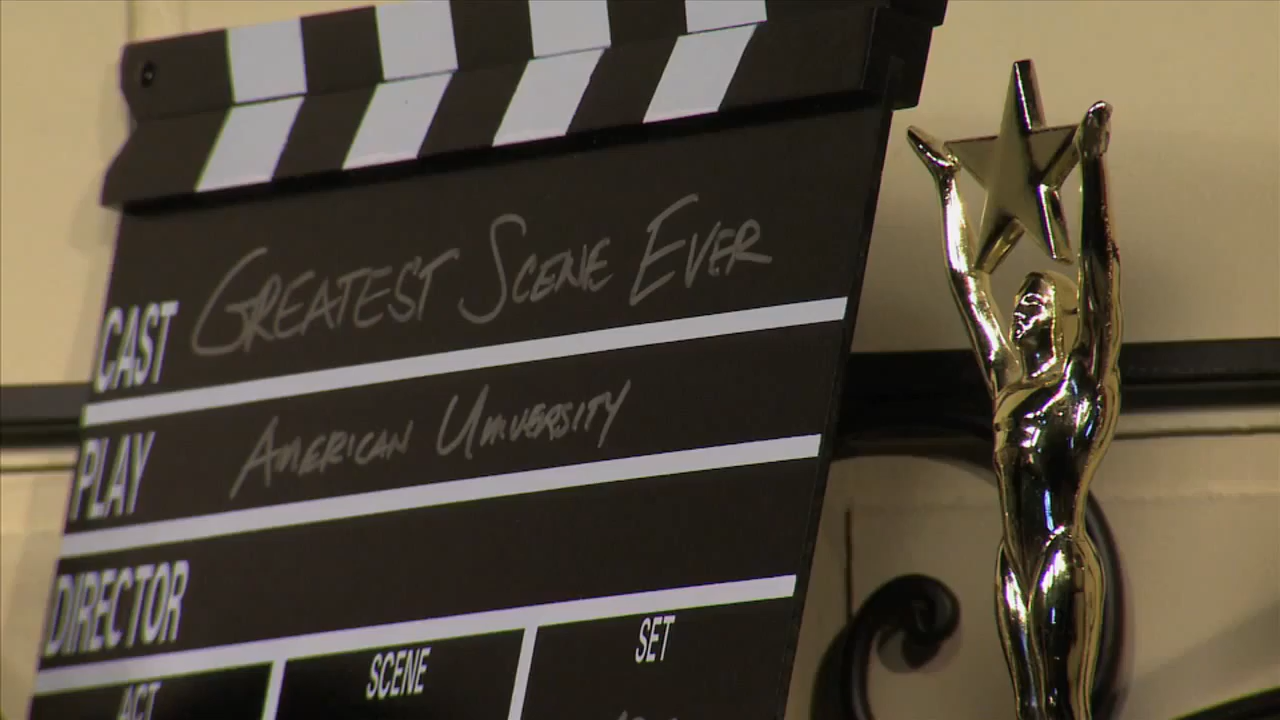 CAST GREATEST SCENE EVER
PLAY AMERICAN UNIVERSITY
DIRECTOR
ACT SCENE SET